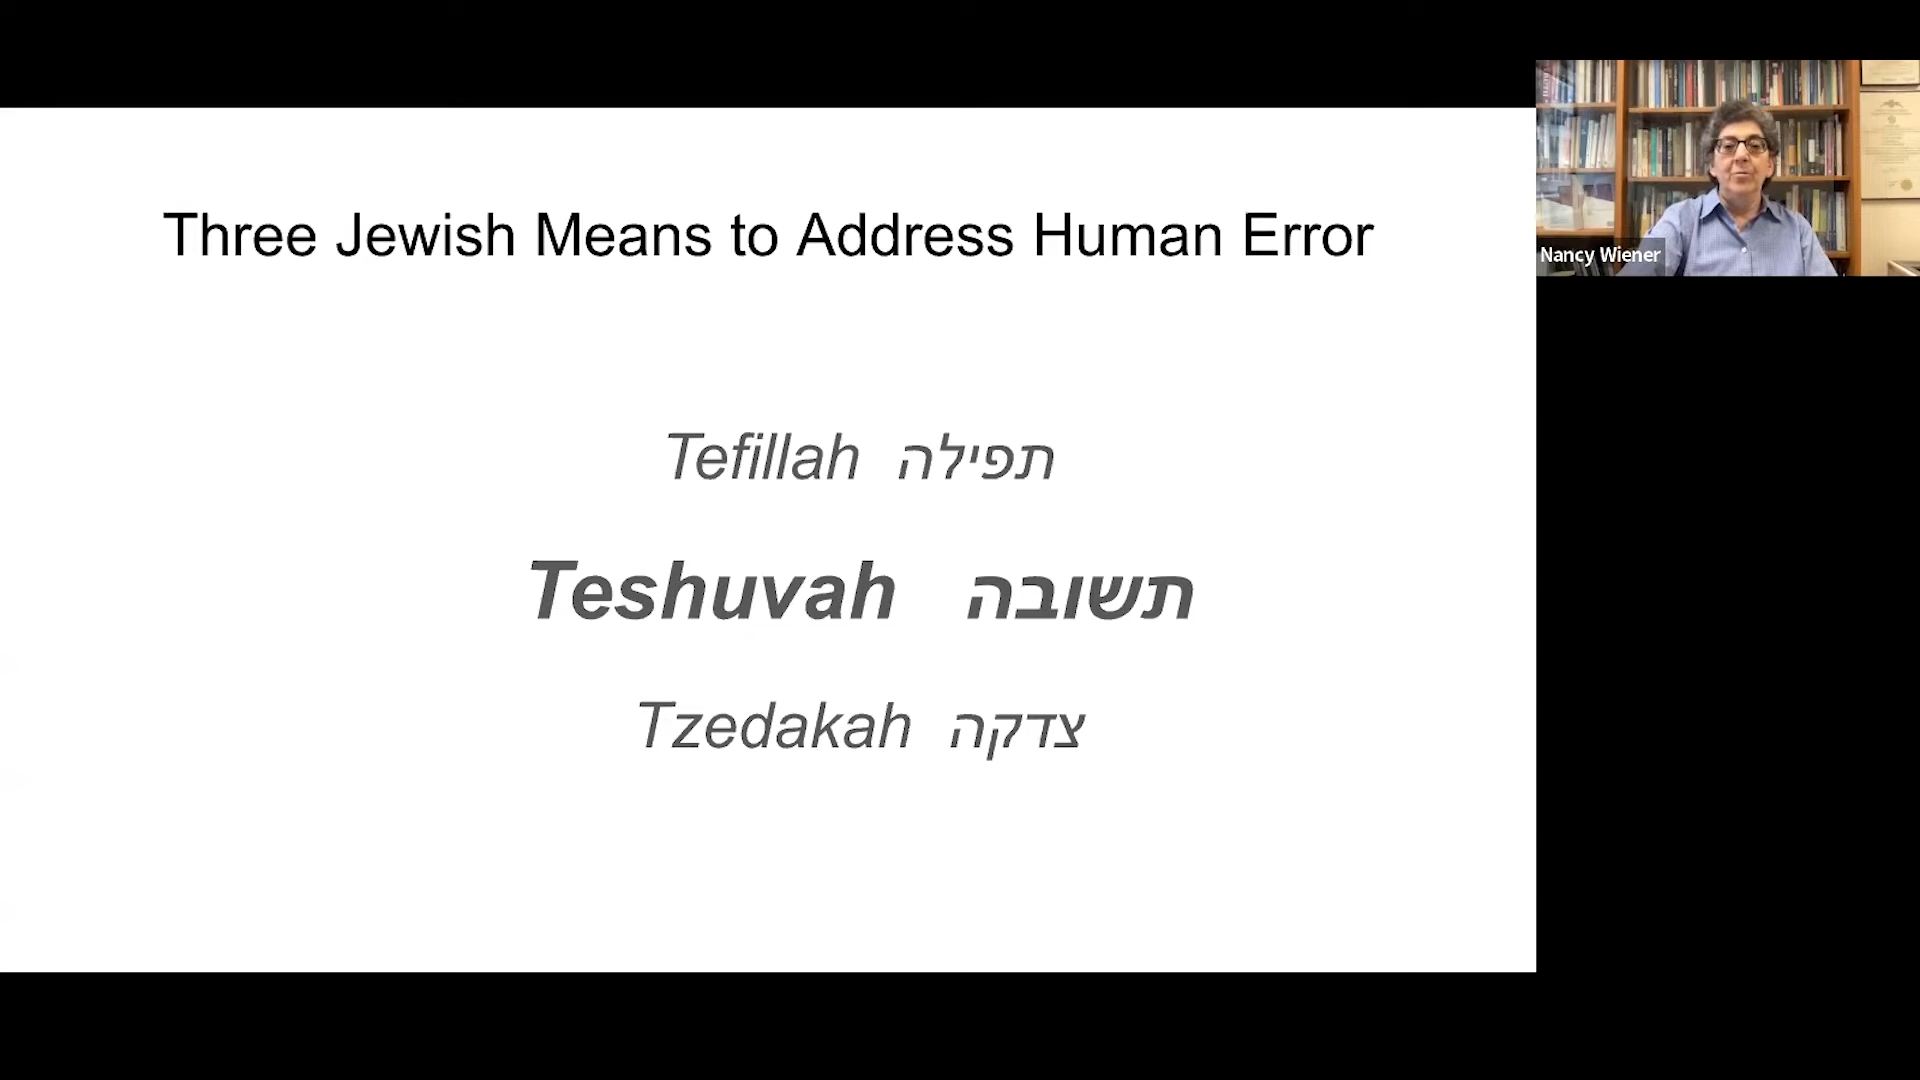 Three Jewish Means to Address Human Error
Tefillah תפילה
Teshuvah תשובה
Tzedakah צדקה
Nancy Wiener